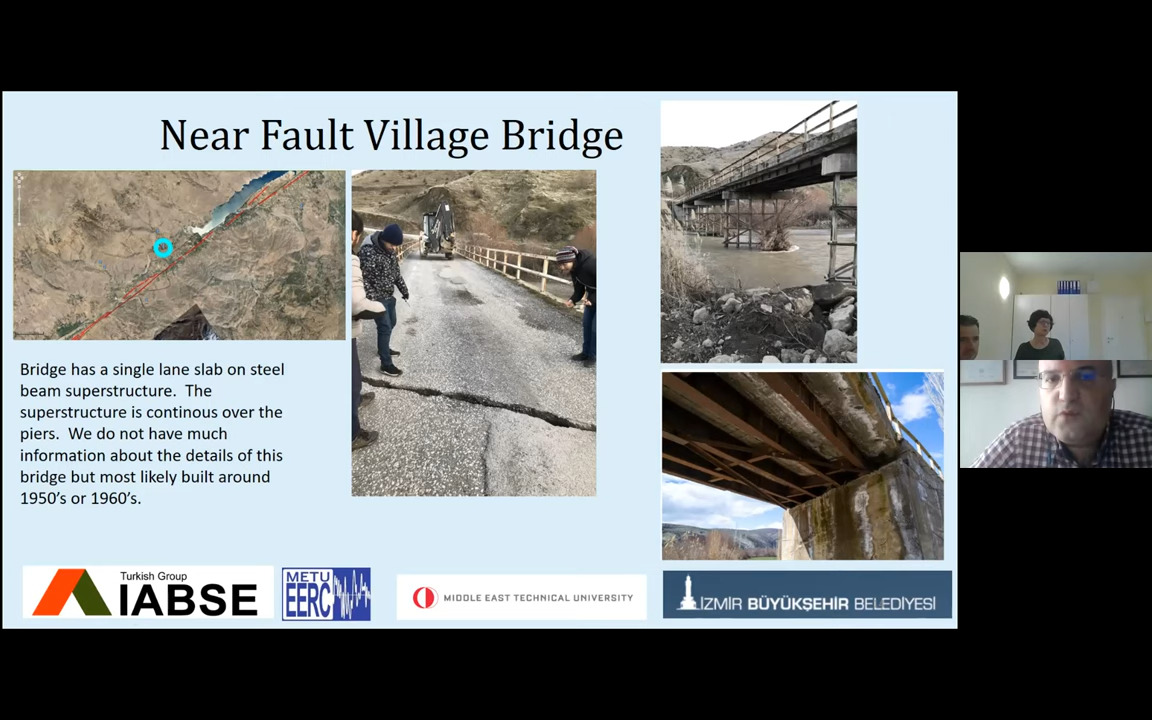 Near Fault Village Bridge
Bridge has a single lane slab on steel
beam superstructure. The
superstructure is continous over the
piers. We do not have much
information about the details of this
bridge but most likely built around
1950's or 1960's.
Turkish Group
IABSE
METU
EERC
MIDDLE EAST TECHNICAL UNIVERSITY
İZMİR BÜYÜKŞEHİR BELEDİYESİ